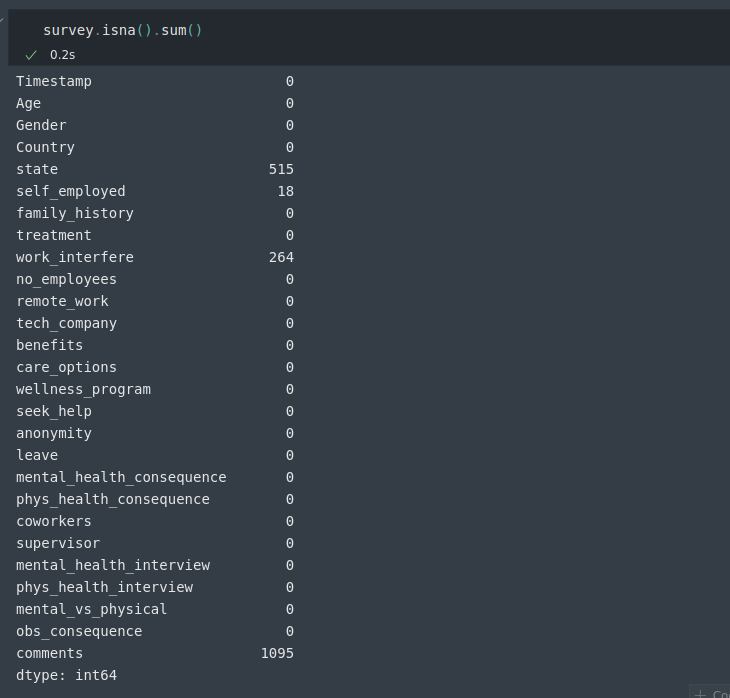 survey.isna().sum()
0.2s
Timestamp 0
Age 0
Gender 0
Country 0
state 515
self_employed 18
family_history 0
treatment 0
work_interfere 264
no_employees 0
remote_work 0
tech_company 0
benefits 0
care_options 0
wellness_program 0
seek_help 0
anonymity 0
leave 0
mental_health_consequence 0
phys_health_consequence 0
coworkers 0
supervisor 0
mental_health_interview 0
phys_health_interview 0
mental_vs_physical 0
obs_consequence 0
comments 1095
dtype: int64